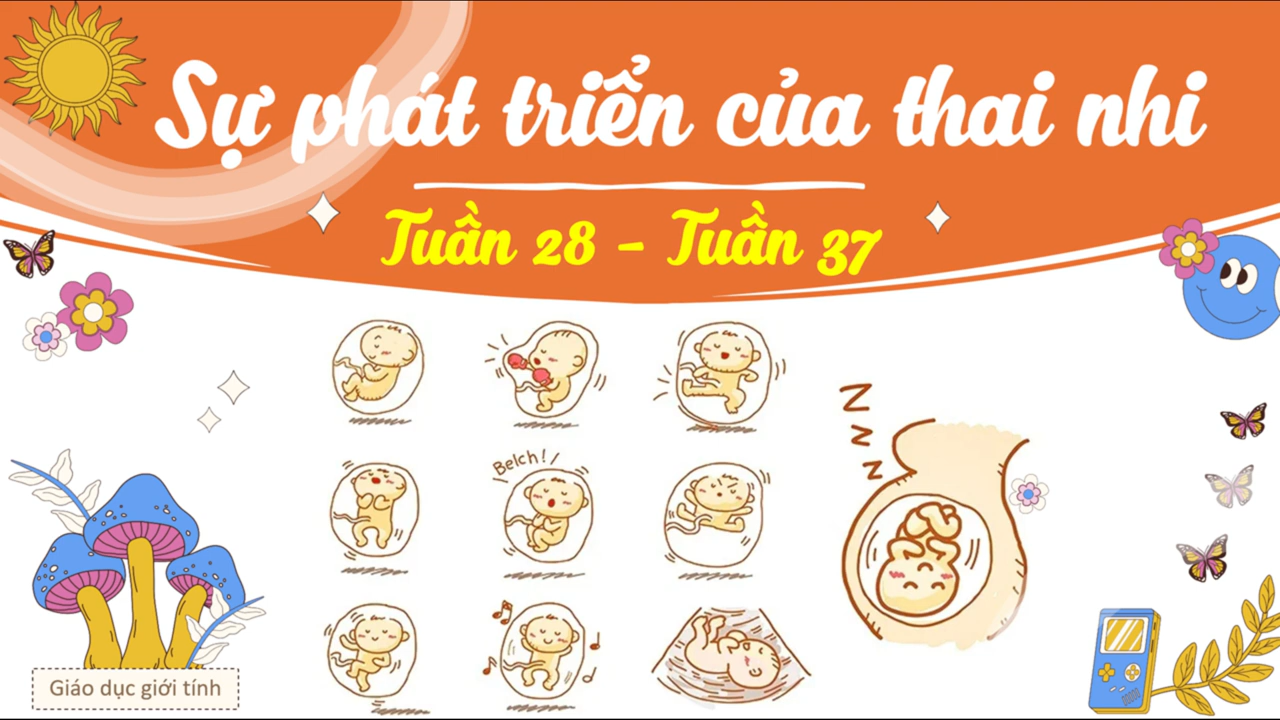 Sự phát triển của thai nhi
Tuần 28 - Tuần 37
Belch!
Z
Z
Z
Giáo dục giới tính